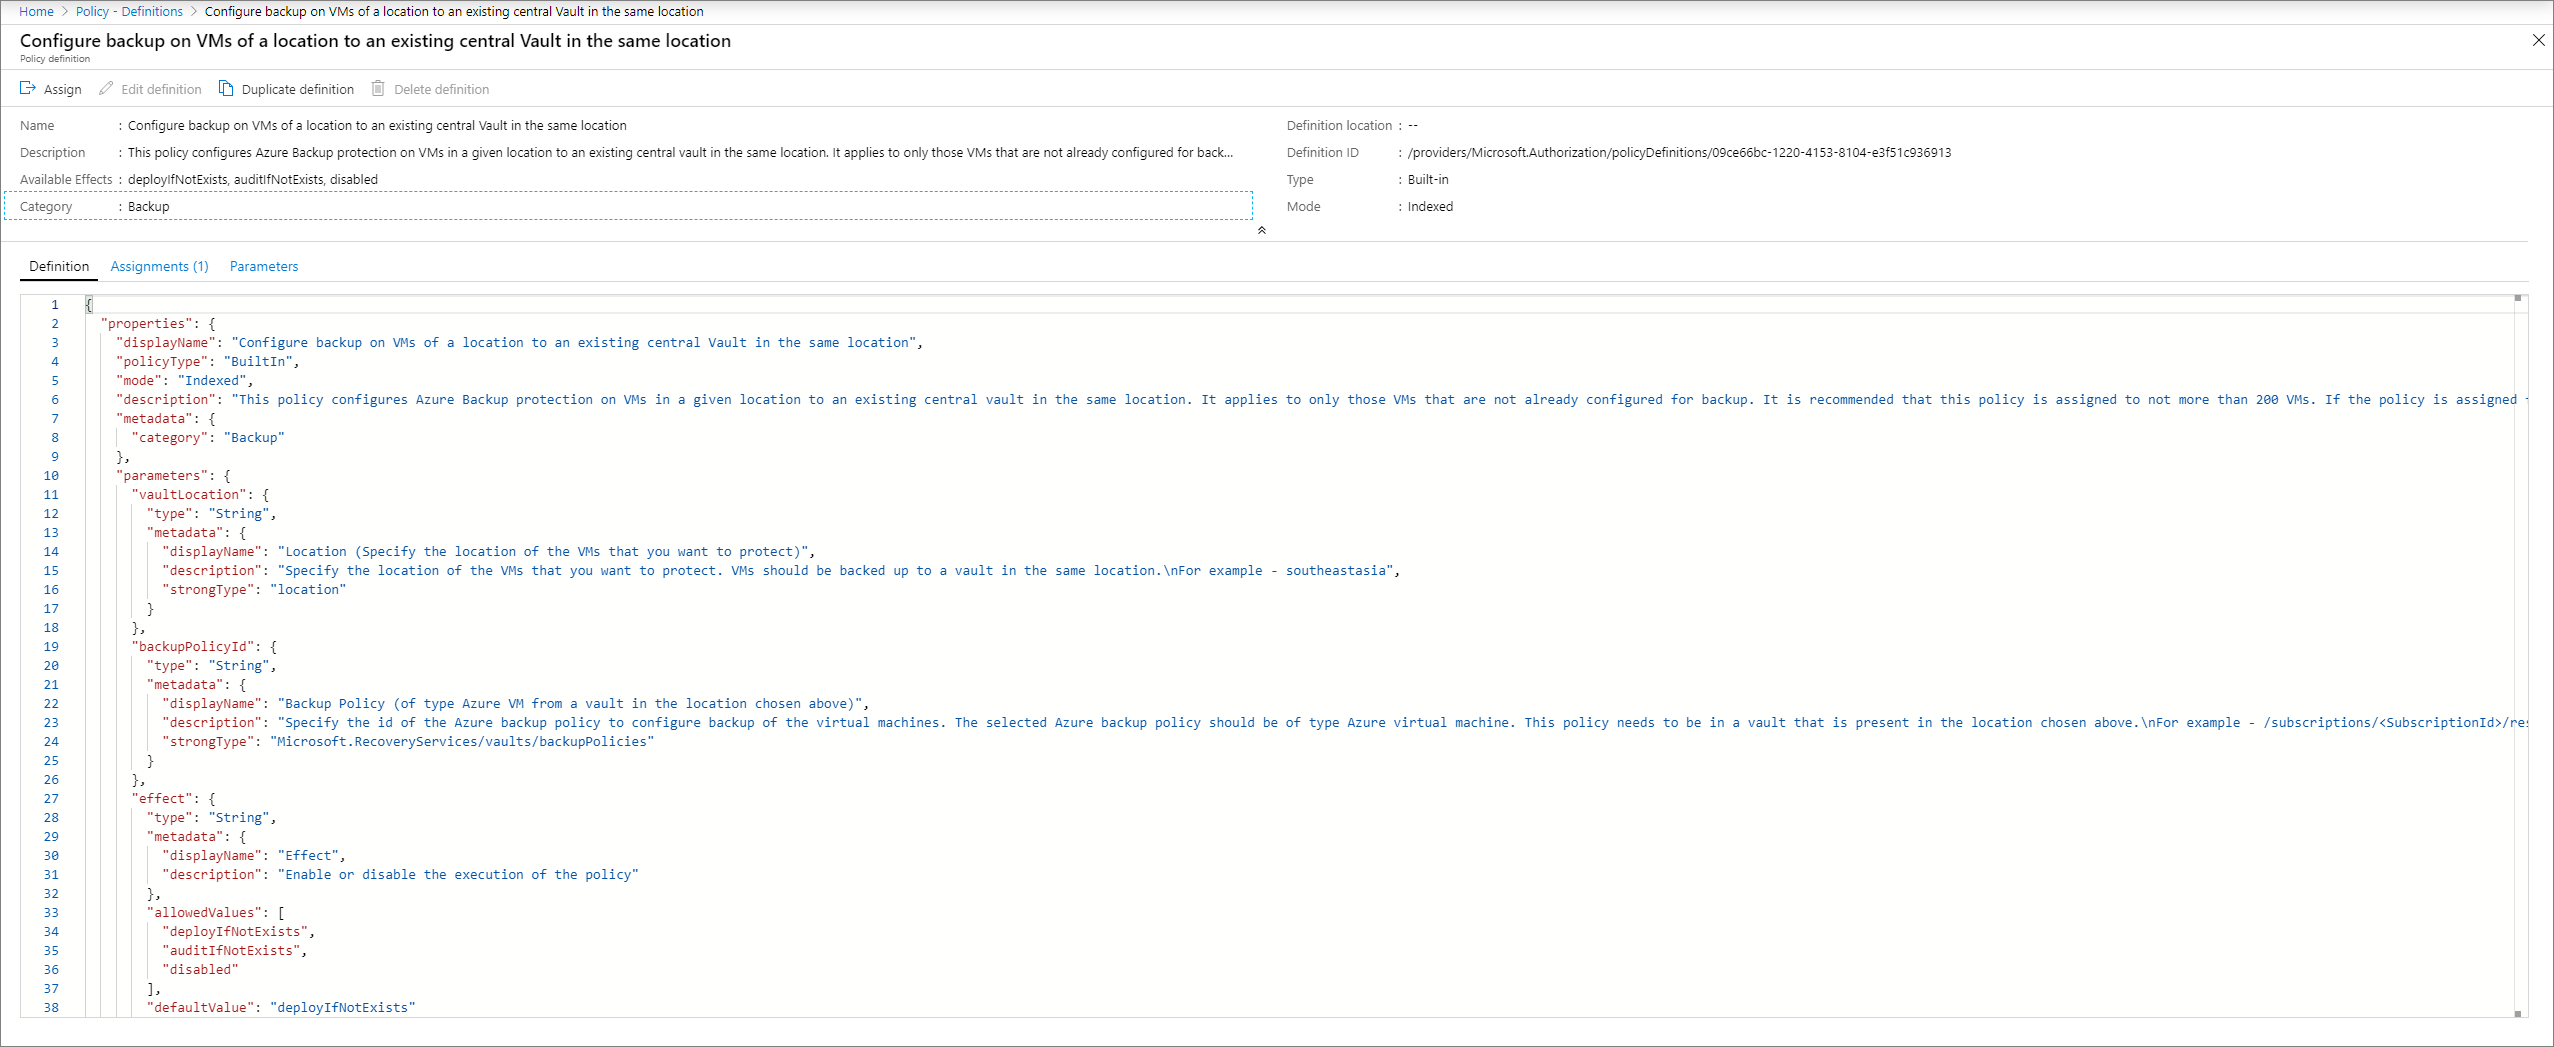 Home > Policy - Definitions > Configure backup on VMs of a location to an existing central Vault in the same location
Configure backup on VMs of a location to an existing central Vault in the same location
Policy definition
Assign Edit definition Duplicate definition Delete definition
Name : Configure backup on VMs of a location to an existing central Vault in the same location
Definition location : --
Description : This policy configures Azure Backup protection on VMs in a given location to an existing central vault in the same location. It applies to only those VMs that are not already configured for back...
Definition ID : /providers/Microsoft.Authorization/policyDefinitions/09ce66bc-1220-4153-8104-e3f51c936913
Available Effects : deployIfNotExists, auditIfNotExists, disabled
Type : Built-in
Category : Backup
Mode : Indexed
Definition Assignments (1) Parameters
1 {
2 "properties": {
3 "displayName": "Configure backup on VMs of a location to an existing central Vault in the same location",
4 "policyType": "BuiltIn",
5 "mode": "Indexed",
6 "description": "This policy configures Azure Backup protection on VMs in a given location to an existing central vault in the same location. It applies to only those VMs that are not already configured for backup. It is recommended that this policy is assigned to not more than 200 VMs. If the policy is assigned
7 "metadata": {
8 "category": "Backup"
9 },
10 "parameters": {
11 "vaultLocation": {
12 "type": "String",
13 "metadata": {
14 "displayName": "Location (Specify the location of the VMs that you want to protect)",
15 "description": "Specify the location of the VMs that you want to protect. VMs should be backed up to a vault in the same location.\nFor example - southeastasia",
16 "strongType": "location"
17 }
18 },
19 "backupPolicyId": {
20 "type": "String",
21 "metadata": {
22 "displayName": "Backup Policy (of type Azure VM from a vault in the location chosen above)",
23 "description": "Specify the id of the Azure backup policy to configure backup of the virtual machines. The selected Azure backup policy should be of type Azure virtual machine. This policy needs to be in a vault that is present in the location chosen above.\nFor example - /subscriptions/<SubscriptionId>/res
24 "strongType": "Microsoft.RecoveryServices/vaults/backupPolicies"
25 }
26 },
27 "effect": {
28 "type": "String",
29 "metadata": {
30 "displayName": "Effect",
31 "description": "Enable or disable the execution of the policy"
32 },
33 "allowedValues": [
34 "deployIfNotExists",
35 "auditIfNotExists",
36 "disabled"
37 ],
38 "defaultValue": "deployIfNotExists"